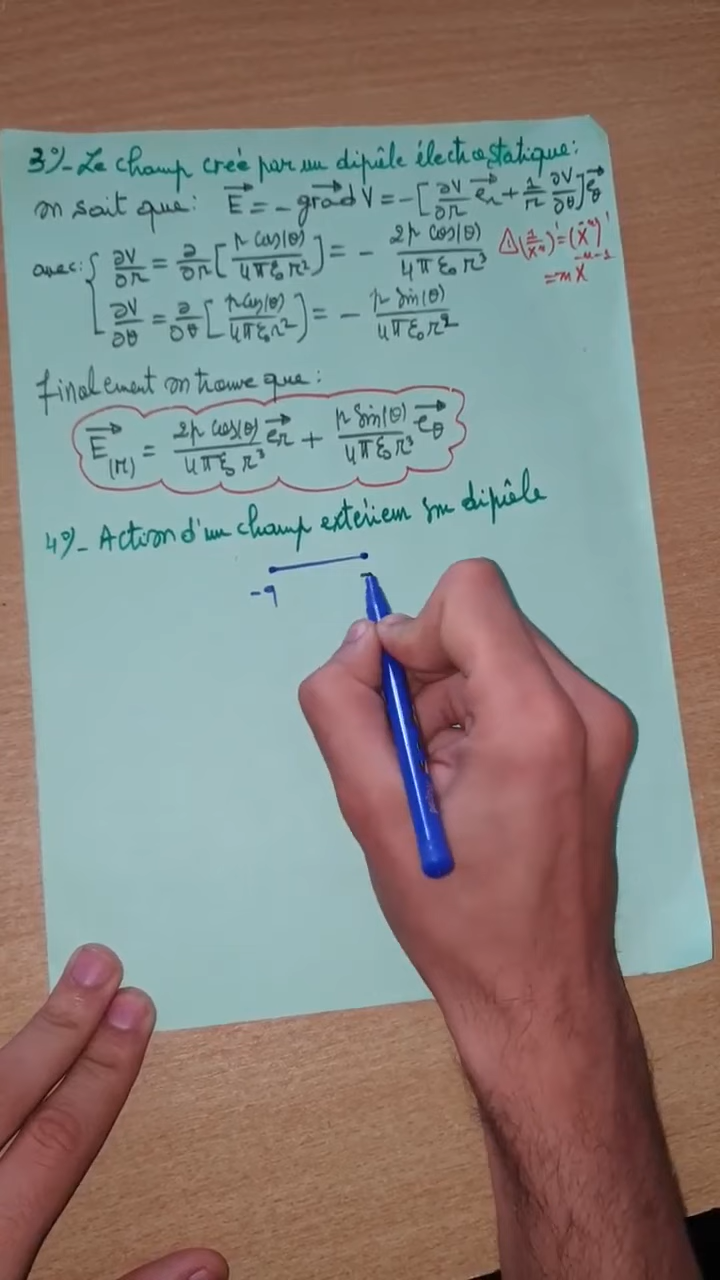 3°/- Le champ creé par un dipôle électrostatique:
on sait que: E⃗ = - grad⃗ V = - [∂V/∂r e⃗r + 1/r ∂V/∂θ] e⃗θ
avec: { ∂V/∂r = ∂/∂r [p cos(θ)/4πε₀r²] = - 2p cos(θ)/4πε₀r³
∂V/∂θ = ∂/∂θ [p cos(θ)/4πε₀r²] = - p sin(θ)/4πε₀r²
⚠ (1/xⁿ)' = (x⁻ⁿ)'
= -n x⁻ⁿ⁻¹
finalement on trouve que:
E⃗(M) = 2p cos(θ)/4πε₀r³ e⃗r + p sin(θ)/4πε₀r³ e⃗θ
4°/- Action d'un champ extérieur sur dipôle
-q